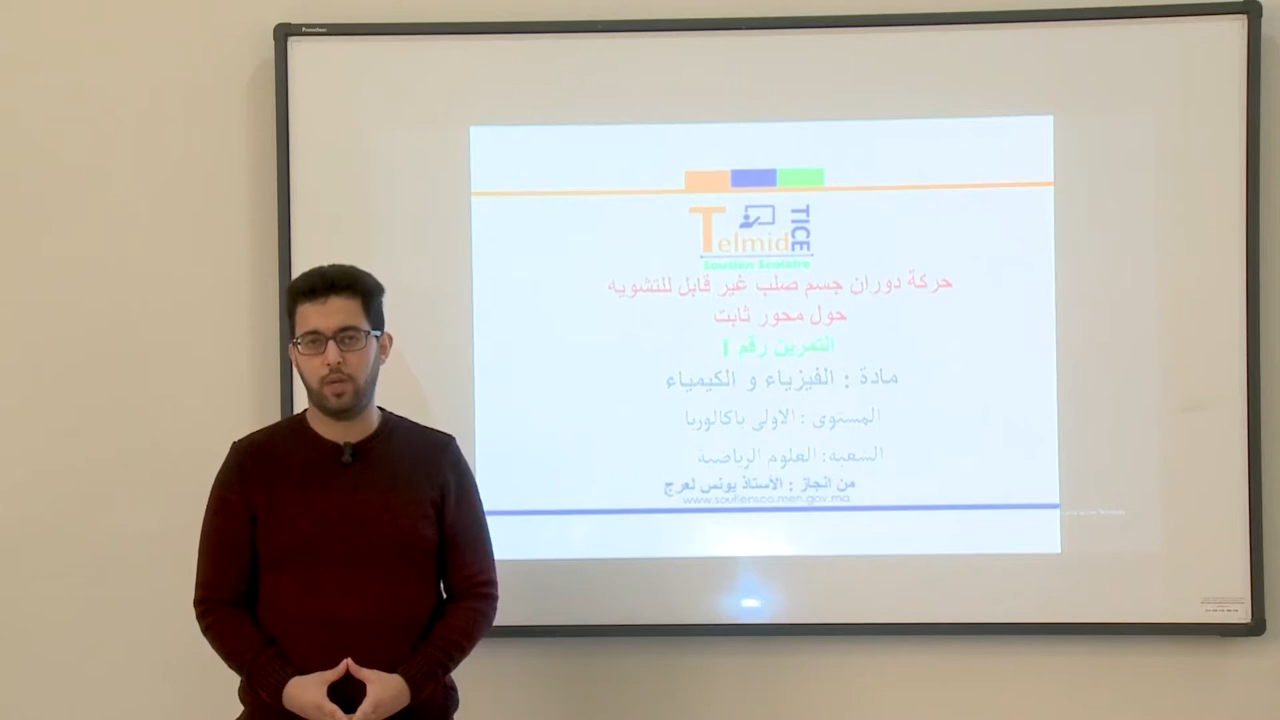 Promethean
Telmid TICE
Soutien Scolaire
حركة دوران جسم صلب غير قابل للتشويه
حول محور ثابت
التمرين رقم 1
مادة : الفيزياء و الكيمياء
المستوى : الاولى باكالوريا
الشعبة: العلوم الرياضية
من انجاز : الأستاذ يونس لعرج
www.soutiensco.men.gov.ma